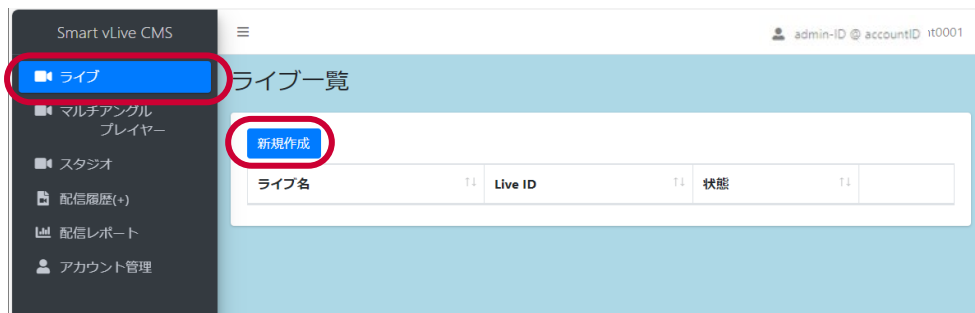 Smart vLive CMS
admin-ID @ accountID it0001
ライブ
ライブ一覧
マルチアングル
プレイヤー
新規作成
スタジオ
ライブ名
Live ID
状態
配信履歴(+)
配信レポート
アカウント管理